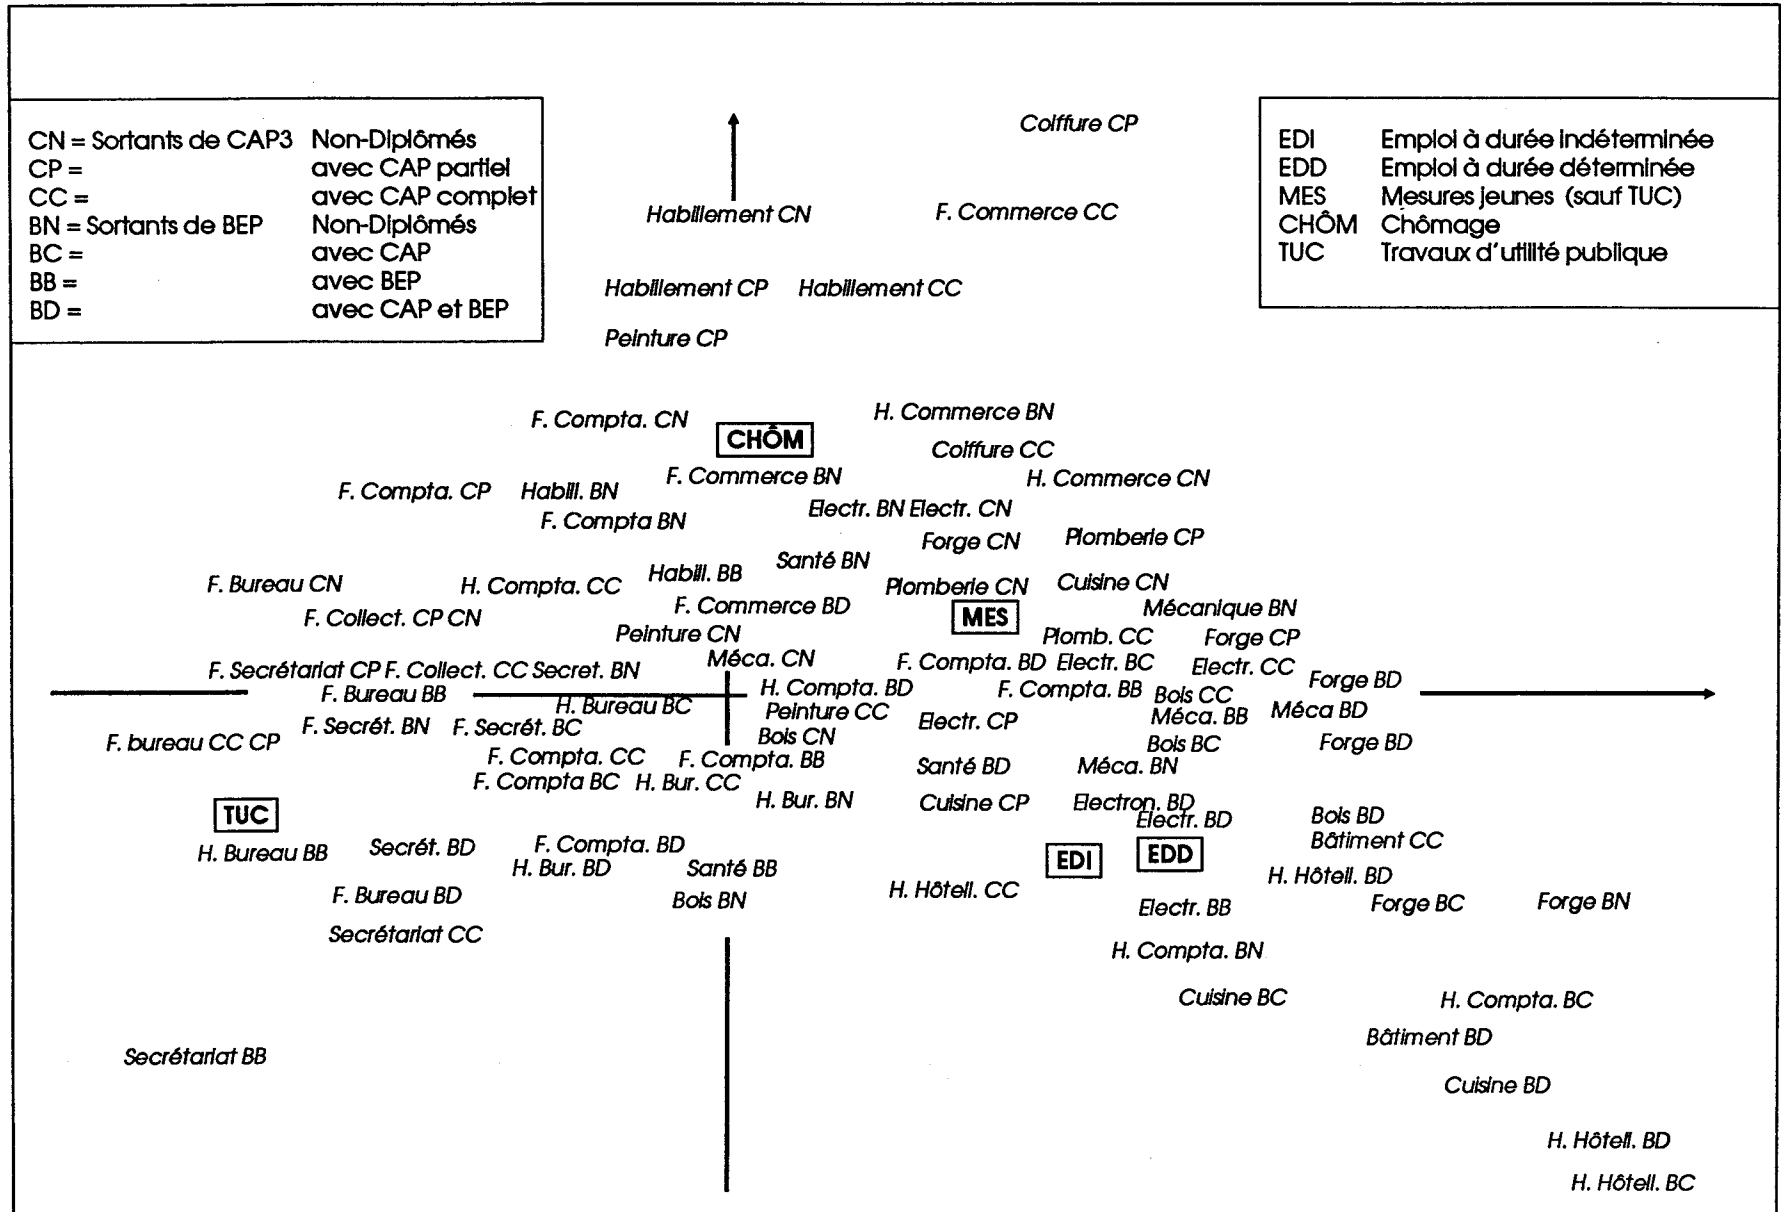 CN = Sortants de CAP3 Non-Diplômés
CP = avec CAP partiel
CC = avec CAP complet
BN = Sortants de BEP Non-Diplômés
BC = avec CAP
BB = avec BEP
BD = avec CAP et BEP
EDI Emploi à durée indéterminée
EDD Emploi à durée déterminée
MES Mesures jeunes (sauf TUC)
CHÔM Chômage
TUC Travaux d'utilité publique
Coiffure CP
Habillement CN F. Commerce CC
Habillement CP Habillement CC
Peinture CP
F. Compta. CN H. Commerce BN
CHÔM
Coiffure CC
F. Commerce BN H. Commerce CN
F. Compta. CP Habill. BN
Electr. BN Electr. CN
F. Compta BN
Forge CN Plomberie CP
Santé BN
Habill. BB
F. Bureau CN H. Compta. CC Plomberie CN Cuisine CN
F. Commerce BD Mécanique BN
F. Collect. CP CN MES
Peinture CN Plomb. CC Forge CP
Méca. CN F. Compta. BD Electr. BC Electr. CC
F. Secrétariat CP F. Collect. CC Secret. BN Forge BD
F. Bureau BB H. Compta. BD F. Compta. BB Bois CC
H. Bureau BC Peinture CC Méca. BB Méca BD
F. Secrét. BN F. Secrét. BC Electr. CP
F. bureau CC CP Bois CN Bois BC Forge BD
F. Compta. CC F. Compta. BB Santé BD Méca. BN
F. Compta BC H. Bur. CC
H. Bur. BN Cuisine CP Electron. BD
TUC Electr. BD Bois BD
Bâtiment CC
H. Bureau BB Secrét. BD F. Compta. BD EDI EDD
H. Bur. BD Santé BB H. Hôtell. BD
F. Bureau BD Bois BN H. Hôtell. CC Electr. BB Forge BC Forge BN
Secrétariat CC
H. Compta. BN
Cuisine BC H. Compta. BC
Bâtiment BD
Secrétariat BB
Cuisine BD
H. Hôtell. BD
H. Hôtell. BC